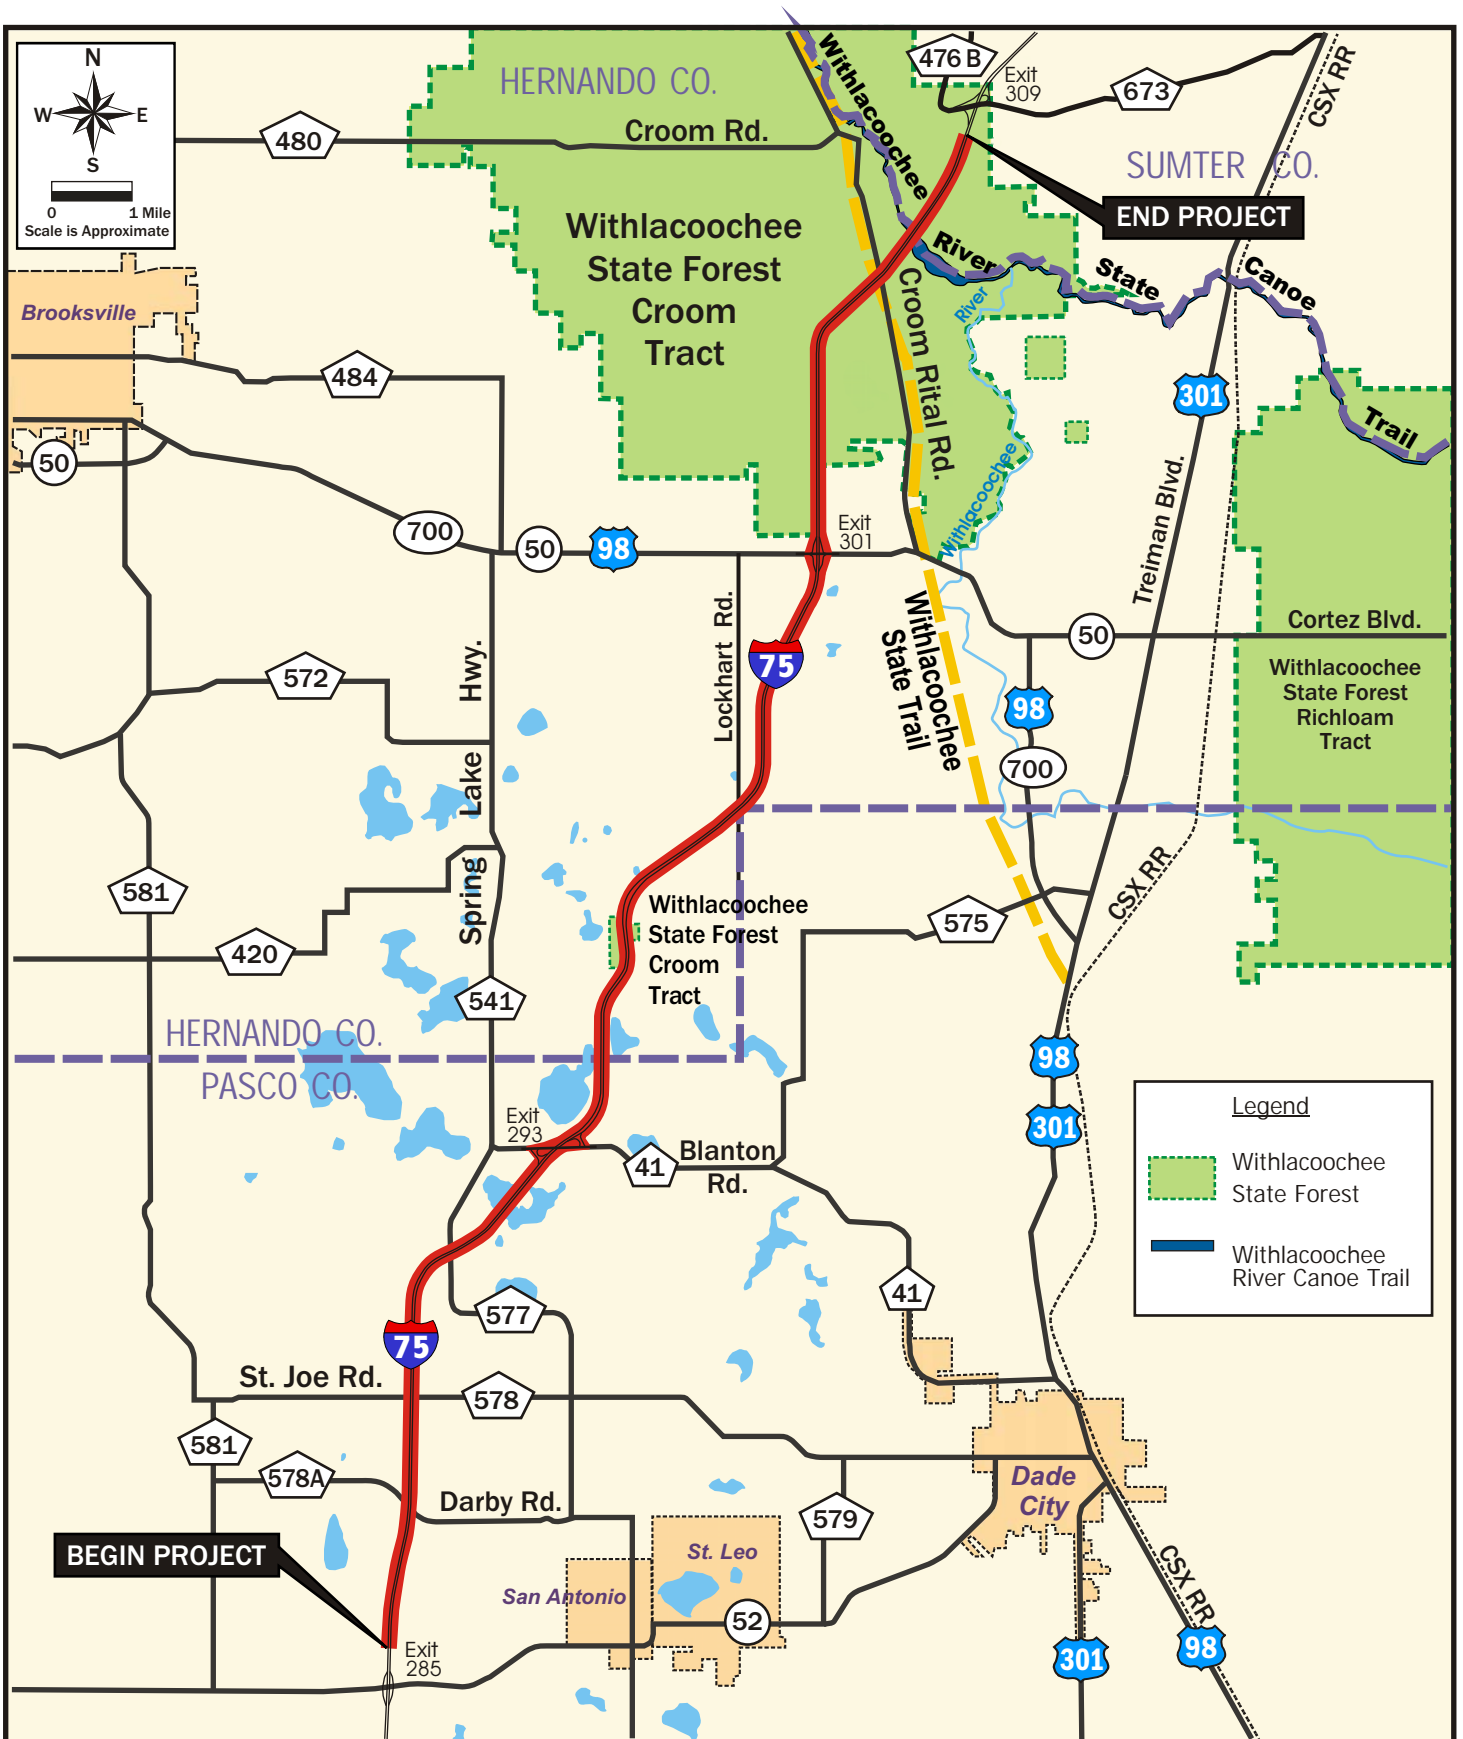 N
W E
S
0 1 Mile
Scale is Approximate
HERNANDO CO.
Withlacoochee
River
State
Canoe
Trail
476 B
Exit
309
673
CSX RR
SUMTER CO.
END PROJECT
480
Croom Rd.
Withlacoochee
State Forest
Croom
Tract
Brooksville
484
50
700
50
98
Exit
301
Croom Rital Rd.
River
Withlacoochee
301
Treiman Blvd.
50
Cortez Blvd.
Withlacoochee
State Forest
Richloam
Tract
Lockhart Rd.
75
Withlacoochee
State Trail
98
700
572
Spring Lake Hwy.
581
420
541
Withlacoochee
State Forest
Croom
Tract
575
CSX RR
HERNANDO CO.
PASCO CO.
98
301
Exit
293
41
Blanton
Rd.
Legend
Withlacoochee
State Forest
Withlacoochee
River Canoe Trail
41
577
75
St. Joe Rd.
578
581
578A
Darby Rd.
579
Dade
City
BEGIN PROJECT
St. Leo
San Antonio
52
Exit
285
CSX RR
301
98